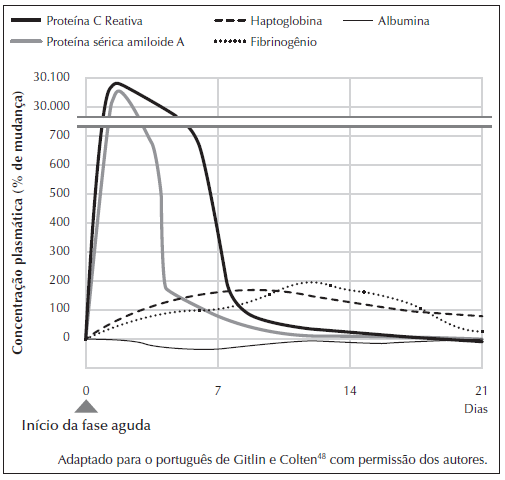 Proteína C Reativa
Haptoglobina
Albumina
Proteína sérica amiloide A
Fibrinogênio
Concentração plasmática (% de mudança)
30.100
30.000
700
600
500
400
300
200
100
0
0
7
14
21
Dias
Início da fase aguda
Adaptado para o português de Gitlin e Colten48 com permissão dos autores.